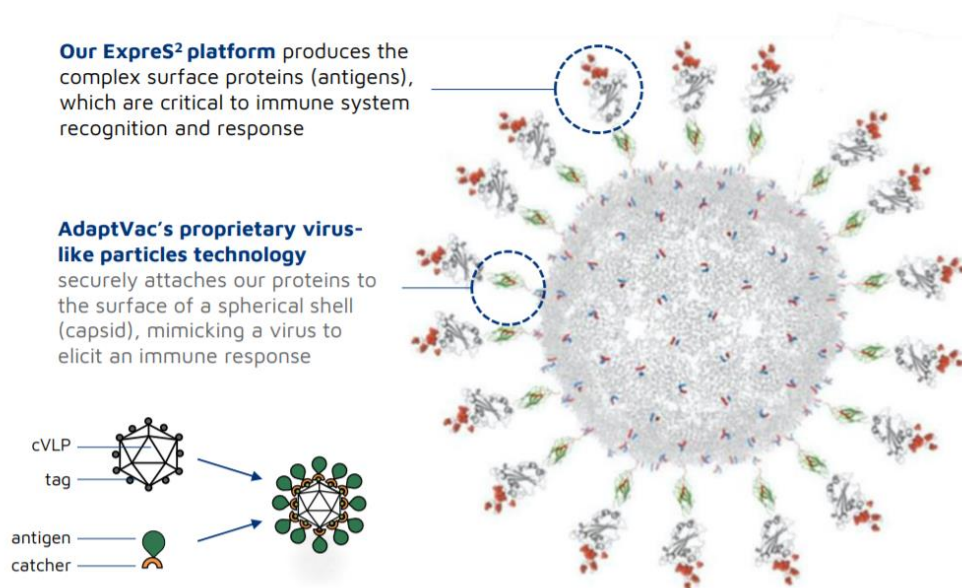 Our ExpreS² platform produces the
complex surface proteins (antigens),
which are critical to immune system
recognition and response
AdaptVac's proprietary virus-
like particles technology
securely attaches our proteins to
the surface of a spherical shell
(capsid), mimicking a virus to
elicit an immune response
cVLP
tag
antigen
catcher